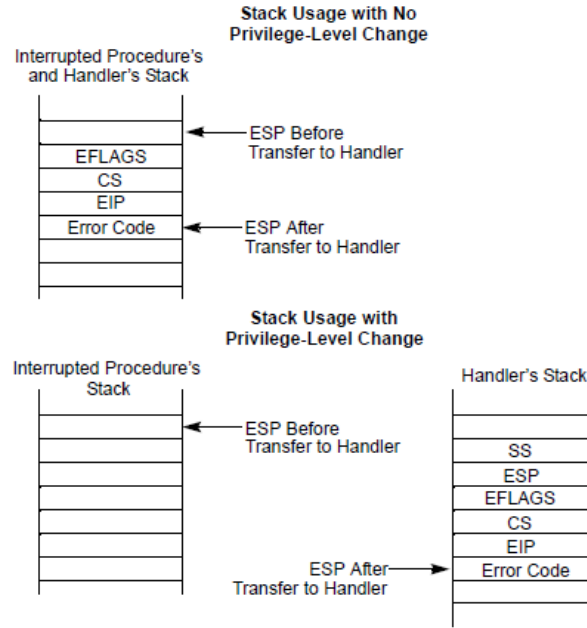 Stack Usage with No
Privilege-Level Change
Interrupted Procedure's
and Handler's Stack
ESP Before
Transfer to Handler
EFLAGS
CS
EIP
Error Code
ESP After
Transfer to Handler
Stack Usage with
Privilege-Level Change
Interrupted Procedure's
Stack
Handler's Stack
ESP Before
Transfer to Handler
SS
ESP
EFLAGS
CS
EIP
ESP After
Transfer to Handler
Error Code